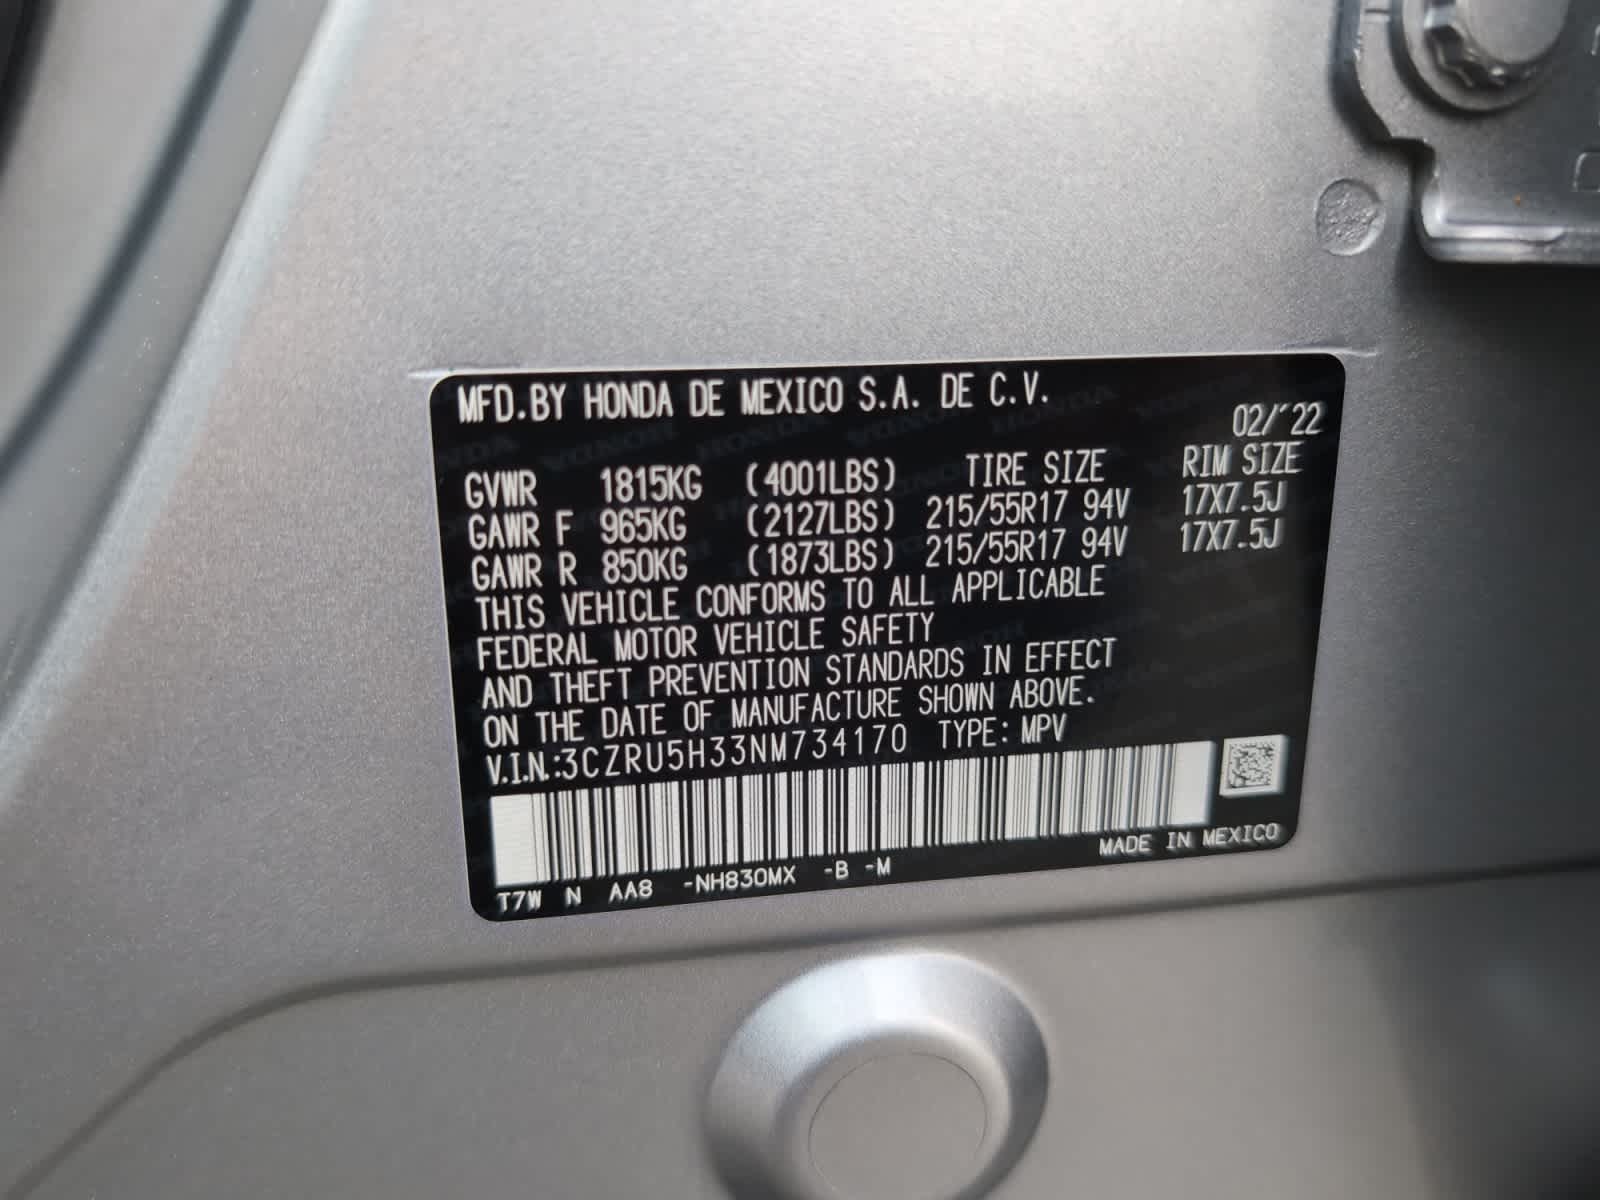 MFD.BY HONDA DE MEXICO S.A. DE C.V.
02/'22
GVWR 1815KG (4001LBS) TIRE SIZE RIM SIZE
GAWR F 965KG (2127LBS) 215/55R17 94V 17X7.5J
GAWR R 850KG (1873LBS) 215/55R17 94V 17X7.5J
THIS VEHICLE CONFORMS TO ALL APPLICABLE
FEDERAL MOTOR VEHICLE SAFETY
AND THEFT PREVENTION STANDARDS IN EFFECT
ON THE DATE OF MANUFACTURE SHOWN ABOVE.
V.I.N.:3CZRU5H33NM734170 TYPE: MPV
T7W N AA8 -NH830MX -B -M MADE IN MEXICO